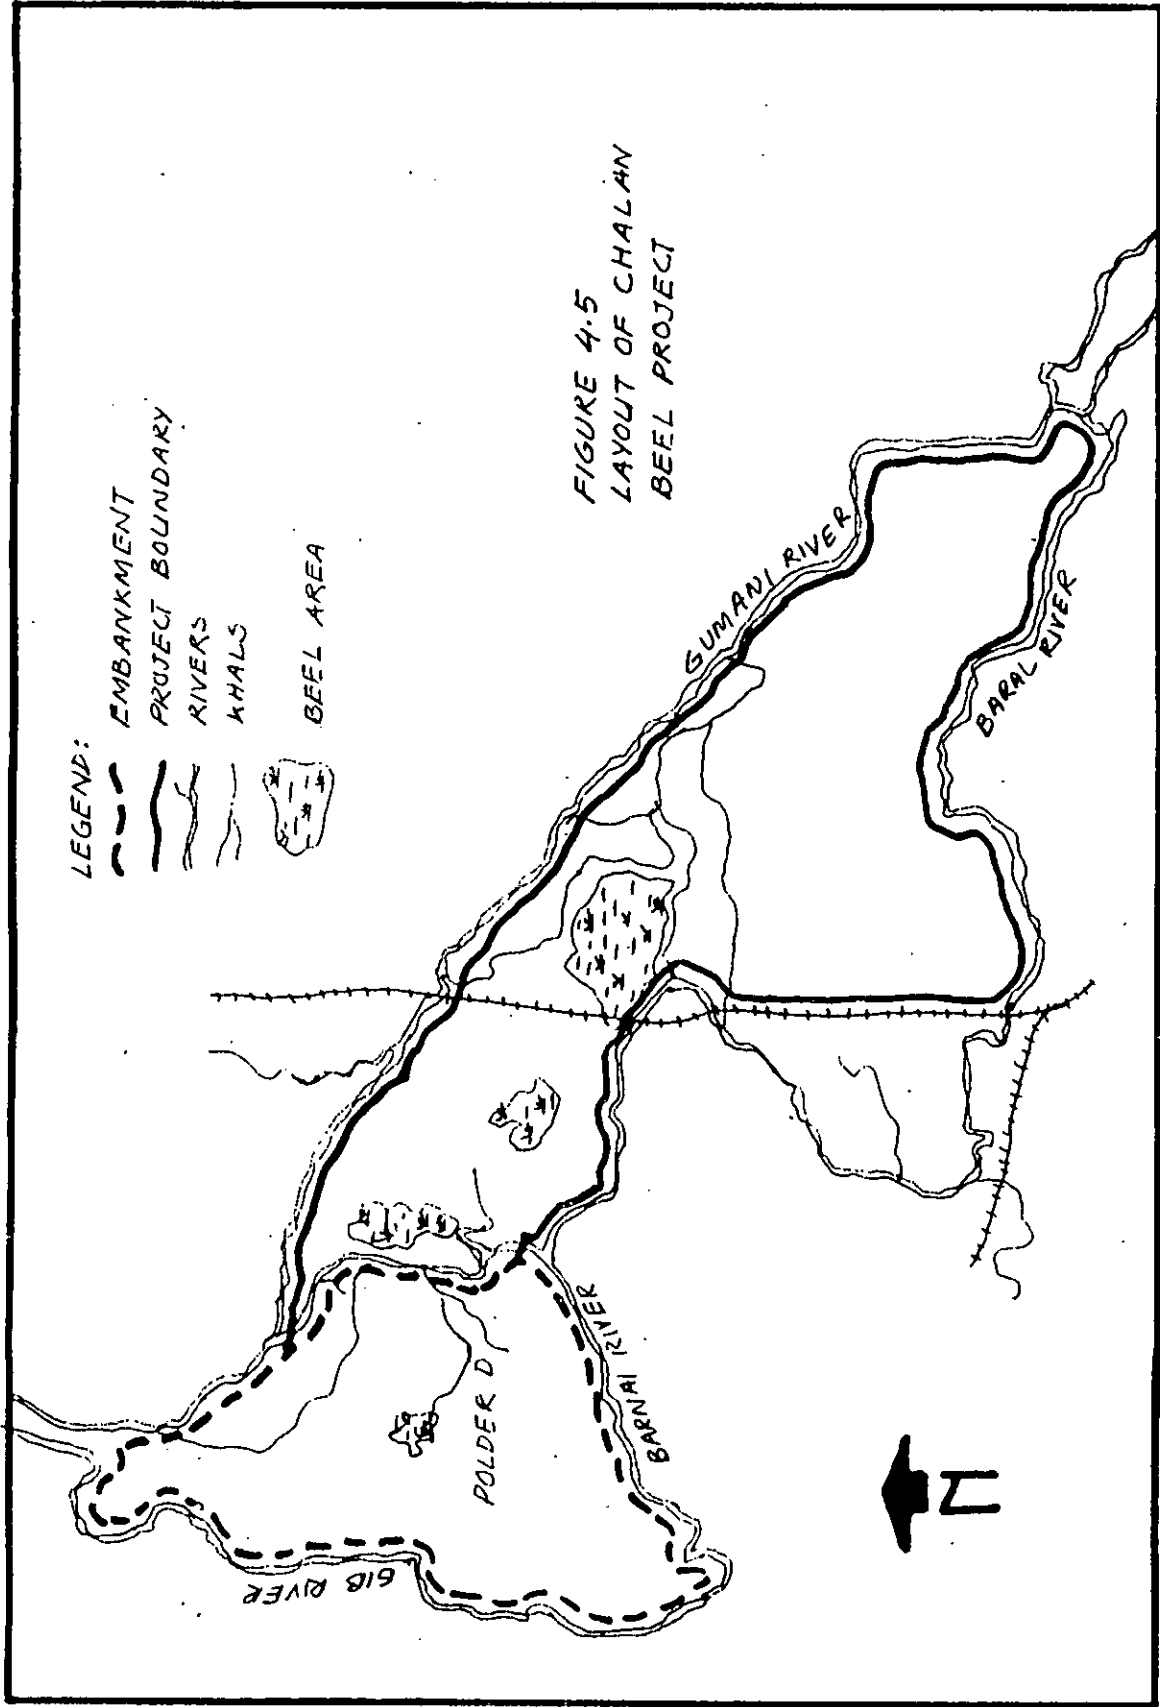 LEGEND:
EMBANKMENT
PROJECT BOUNDARY
RIVERS
KHALS
BEEL AREA
FIGURE 4.5
LAYOUT OF CHALAN
BEEL PROJECT
GUMANI RIVER
BARAL RIVER
BARNAI RIVER
POLDER D
SIB RIVER
N